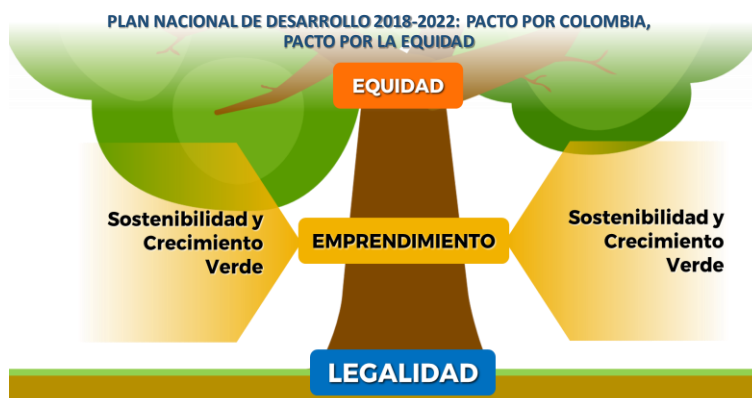 PLAN NACIONAL DE DESARROLLO 2018-2022: PACTO POR COLOMBIA,
PACTO POR LA EQUIDAD
EQUIDAD
Sostenibilidad y
Crecimiento
Verde
EMPRENDIMIENTO
Sostenibilidad y
Crecimiento
Verde
LEGALIDAD